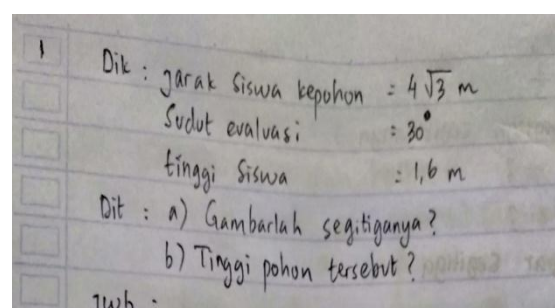 1 Dik : jarak siswa kepohon = 4√3 m
Sudut evaluasi : 30°
tinggi siswa : 1,6 m
Dit : a) Gambarlah segitiganya?
b) Tinggi pohon tersebut?
Jwb :